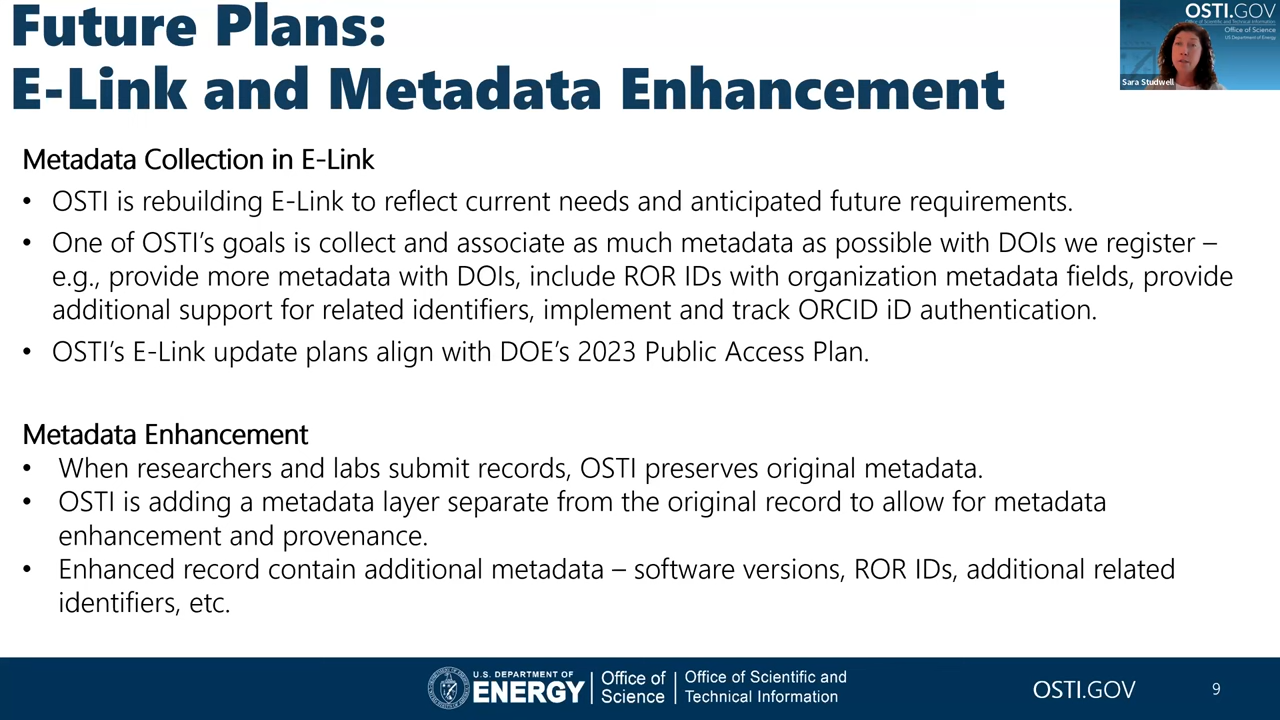 Future Plans:
E-Link and Metadata Enhancement
OSTI.GOV
Office of Scientific and Technical Information
Office of Science
US Department of Energy
Sara Studwell
Metadata Collection in E-Link
• OSTI is rebuilding E-Link to reflect current needs and anticipated future requirements.
• One of OSTI’s goals is collect and associate as much metadata as possible with DOIs we register –
e.g., provide more metadata with DOIs, include ROR IDs with organization metadata fields, provide
additional support for related identifiers, implement and track ORCID iD authentication.
• OSTI’s E-Link update plans align with DOE’s 2023 Public Access Plan.
Metadata Enhancement
• When researchers and labs submit records, OSTI preserves original metadata.
• OSTI is adding a metadata layer separate from the original record to allow for metadata
enhancement and provenance.
• Enhanced record contain additional metadata – software versions, ROR IDs, additional related
identifiers, etc.
U.S. DEPARTMENT OF
ENERGY
Office of
Science
Office of Scientific and
Technical Information
OSTI.GOV
9